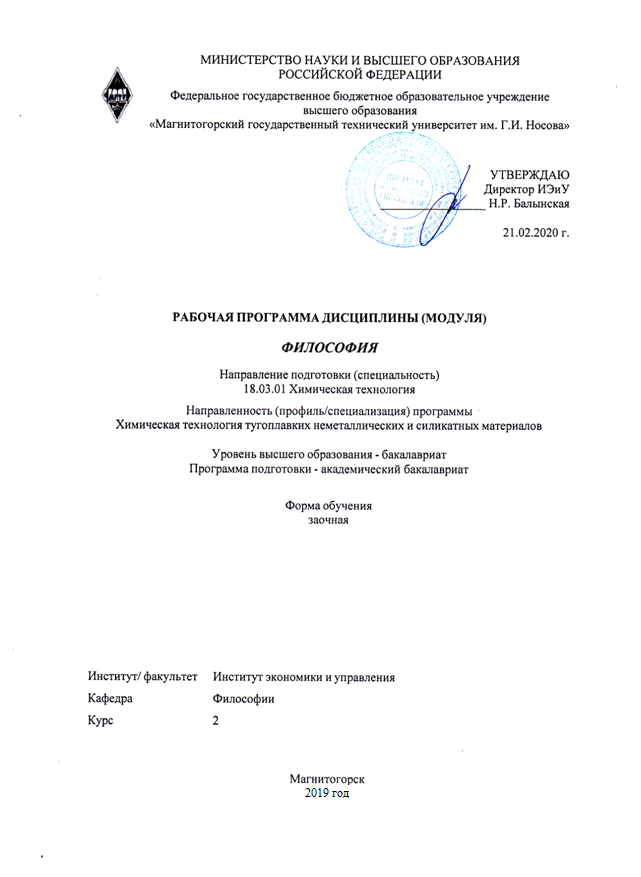 МИНИСТЕРСТВО НАУКИ И ВЫСШЕГО ОБРАЗОВАНИЯ
РОССИЙСКОЙ ФЕДЕРАЦИИ
Федеральное государственное бюджетное образовательное учреждение
высшего образования
«Магнитогорский государственный технический университет им. Г.И. Носова»
УТВЕРЖДАЮ
Директор ИЭиУ
Н.Р. Балынская
21.02.2020 г.
РАБОЧАЯ ПРОГРАММА ДИСЦИПЛИНЫ (МОДУЛЯ)
ФИЛОСОФИЯ
Направление подготовки (специальность)
18.03.01 Химическая технология
Направленность (профиль/специализация) программы
Химическая технология тугоплавких неметаллических и силикатных материалов
Уровень высшего образования - бакалавриат
Программа подготовки - академический бакалавриат
Форма обучения
заочная
Институт/ факультет Институт экономики и управления
Кафедра Философии
Курс 2
Магнитогорск
2019 год